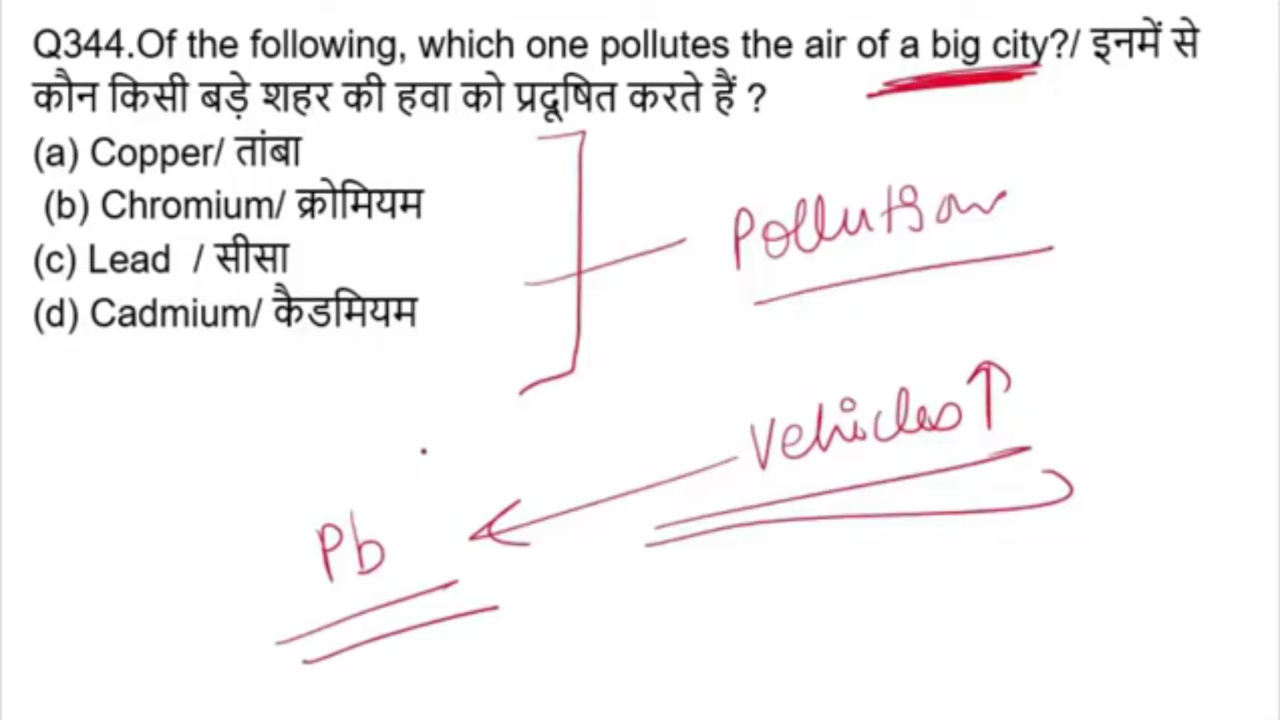 Q344.Of the following, which one pollutes the air of a big city?/ इनमें से
कौन किसी बड़े शहर की हवा को प्रदूषित करते हैं ?
(a) Copper/ तांबा
(b) Chromium/ क्रोमियम
(c) Lead / सीसा
(d) Cadmium/ कैडमियम
Pollution
Vehicles↑
Pb